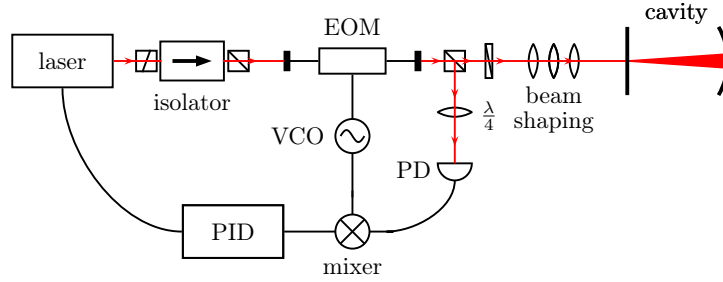 cavity
EOM
laser
isolator
beam
shaping
λ/4
VCO
PD
PID
mixer